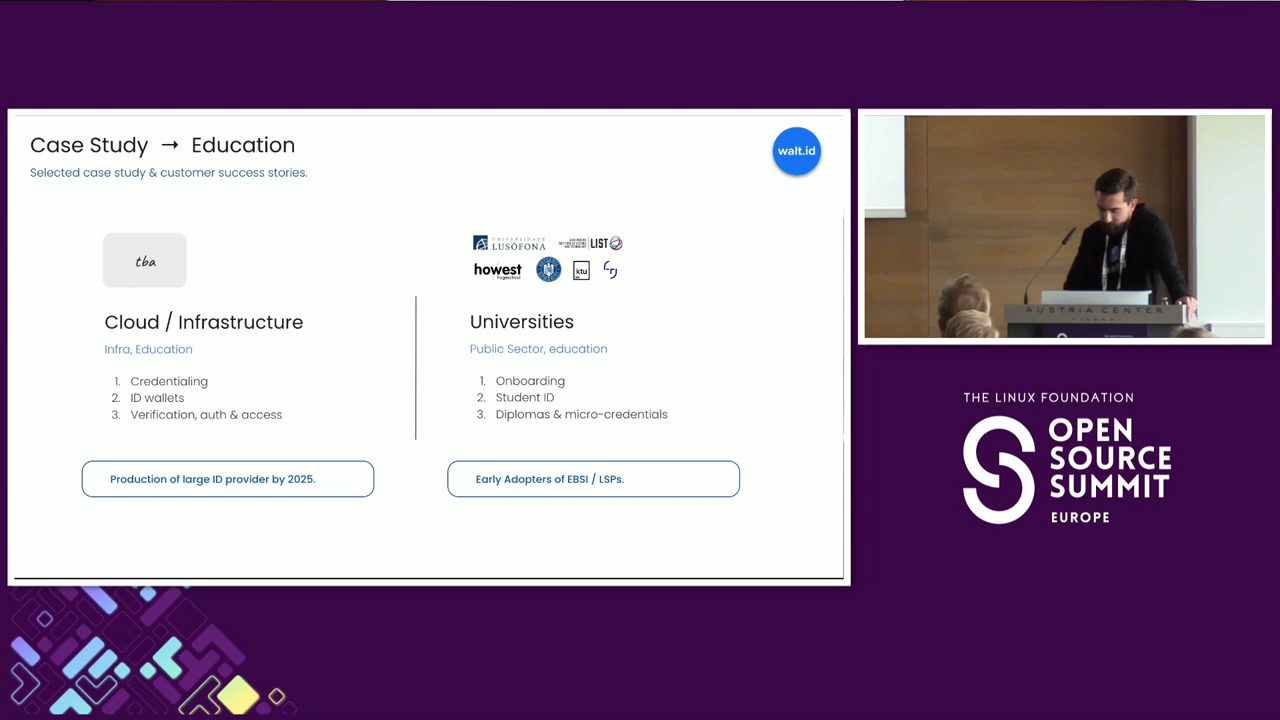 Case Study → Education
Selected case study & customer success stories.
walt.id
tba
Cloud / Infrastructure
Infra, Education
1. Credentialing
2. ID wallets
3. Verification, auth & access
Production of large ID provider by 2025.
UNIVERSIDADE
LUSÓFONA
LIST
howest
hogeschool
ktu
Universities
Public Sector, education
1. Onboarding
2. Student ID
3. Diplomas & micro-credentials
Early Adopters of EBSI / LSPs.
AUSTRIA CENTER
THE LINUX FOUNDATION
OPEN
SOURCE
SUMMIT
EUROPE